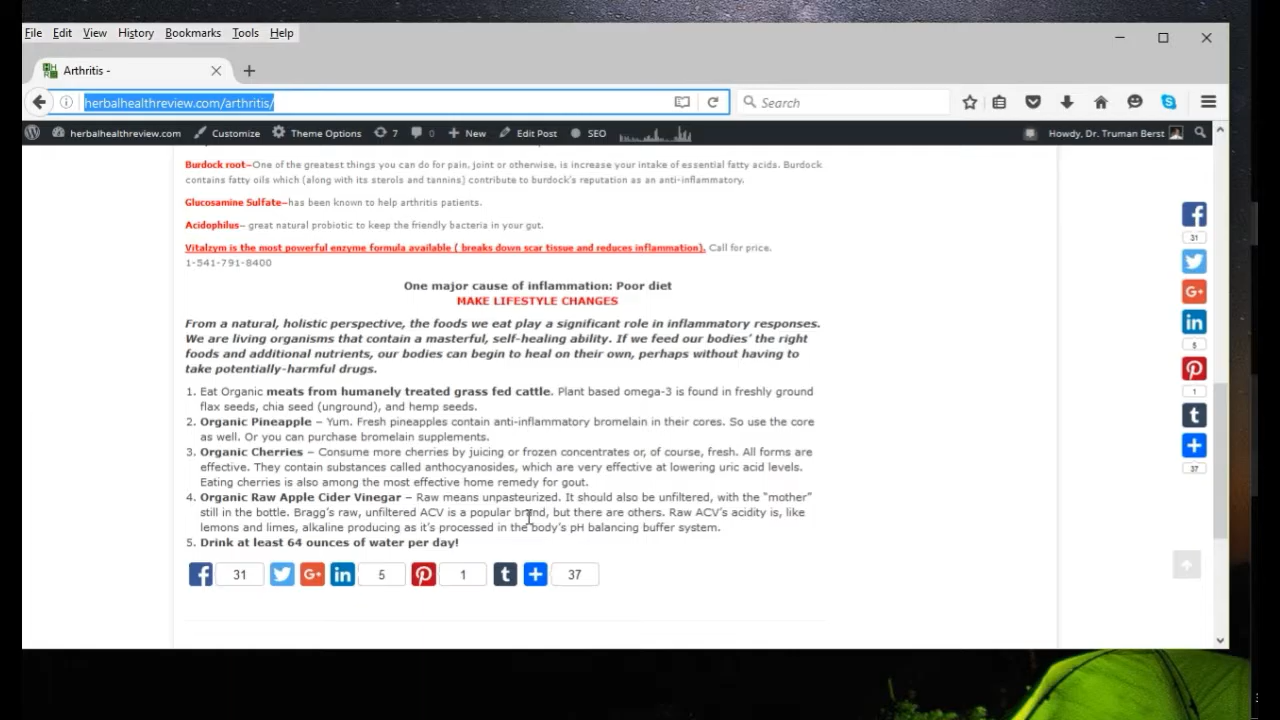 File Edit View History Bookmarks Tools Help
Arthritis -
herbalhealthreview.com/arthritis/
Search
herbalhealthreview.com Customize Theme Options 7 0 New Edit Post SEO Howdy, Dr. Truman Berst
Burdock root–One of the greatest things you can do for pain, joint or otherwise, is increase your intake of essential fatty acids. Burdock
contains fatty oils which (along with its sterols and tannins) contribute to burdock's reputation as an anti-inflammatory.
Glucosamine Sulfate–has been known to help arthritis patients.
Acidophilus– great natural probiotic to keep the friendly bacteria in your gut.
Vitalzym is the most powerful enzyme formula available ( breaks down scar tissue and reduces inflammation). Call for price.
1-541-791-8400
One major cause of inflammation: Poor diet
MAKE LIFESTYLE CHANGES
From a natural, holistic perspective, the foods we eat play a significant role in inflammatory responses.
We are living organisms that contain a masterful, self-healing ability. If we feed our bodies' the right
foods and additional nutrients, our bodies can begin to heal on their own, perhaps without having to
take potentially-harmful drugs.
1. Eat Organic meats from humanely treated grass fed cattle. Plant based omega-3 is found in freshly ground
flax seeds, chia seed (unground), and hemp seeds.
2. Organic Pineapple – Yum. Fresh pineapples contain anti-inflammatory bromelain in their cores. So use the core
as well. Or you can purchase bromelain supplements.
3. Organic Cherries – Consume more cherries by juicing or frozen concentrates or, of course, fresh. All forms are
effective. They contain substances called anthocyanosides, which are very effective at lowering uric acid levels.
Eating cherries is also among the most effective home remedy for gout.
4. Organic Raw Apple Cider Vinegar – Raw means unpasteurized. It should also be unfiltered, with the "mother"
still in the bottle. Bragg's raw, unfiltered ACV is a popular brand, but there are others. Raw ACV's acidity is, like
lemons and limes, alkaline producing as it's processed in the body's pH balancing buffer system.
5. Drink at least 64 ounces of water per day!
31 G+ in 5 1 t 37
31
G+
in
5
1
t
37